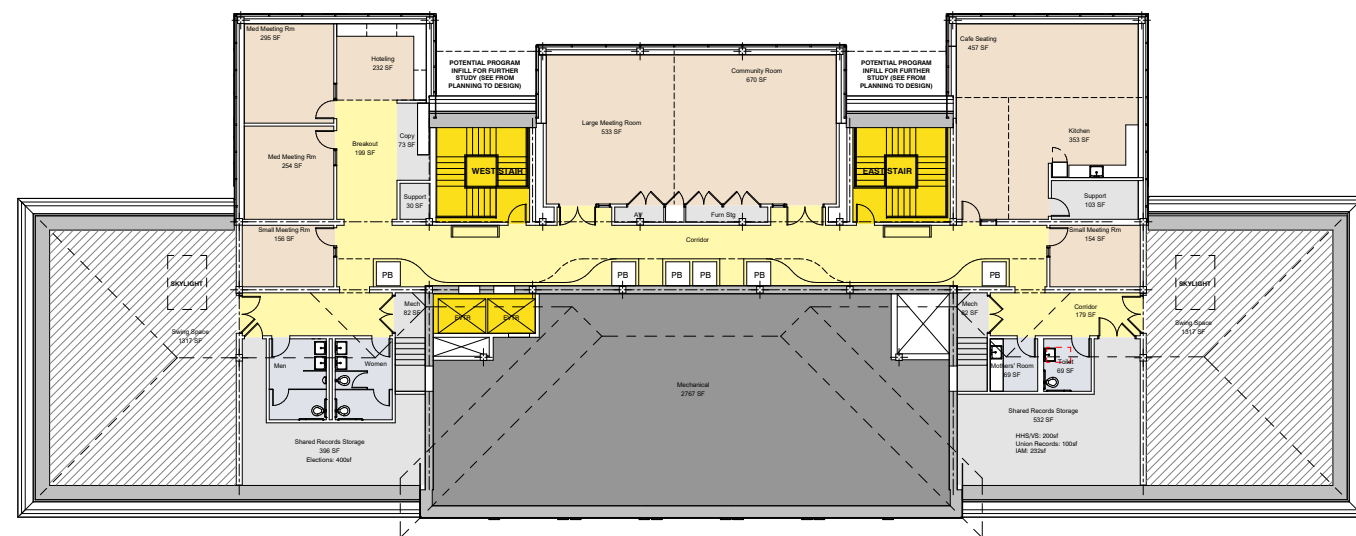 Med Meeting Rm
295 SF
Hoteling
232 SF
POTENTIAL PROGRAM
INFILL FOR FURTHER
STUDY (SEE FROM
PLANNING TO DESIGN)
Community Room
670 SF
POTENTIAL PROGRAM
INFILL FOR FURTHER
STUDY (SEE FROM
PLANNING TO DESIGN)
Cafe Seating
457 SF
Large Meeting Room
533 SF
Copy
73 SF
Breakout
199 SF
Med Meeting Rm
254 SF
Kitchen
353 SF
WEST STAIR
EAST STAIR
Support
30 SF
Support
103 SF
AV
Furn Stg
Small Meeting Rm
156 SF
Corridor
Small Meeting Rm
154 SF
PB
PB
PB
PB
PB
PB
SKYLIGHT
SKYLIGHT
Mech
82 SF
EVTR
EVTR
Mech
82 SF
Corridor
179 SF
Swing Space
1317 SF
Swing Space
1317 SF
Men
Women
Mothers' Room
69 SF
Toilet
69 SF
Mechanical
2767 SF
Shared Records Storage
396 SF
Elections: 400sf
Shared Records Storage
532 SF
HHS/VS: 200sf
Union Records: 100sf
IAM: 232sf